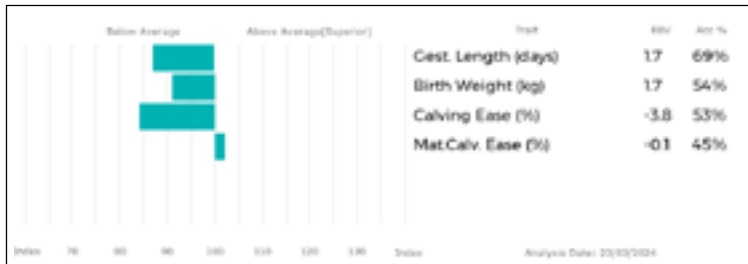 Below Average Above Average(Superior) Trait EBV Acc %
Gest. Length (days) 1.7 69%
Birth Weight (kg) 1.7 54%
Calving Ease (%) -3.8 53%
Mat.Calv. Ease (%) -0.1 45%
Index 70 80 90 100 110 120 130 Index Analysis Date: 23/03/2024